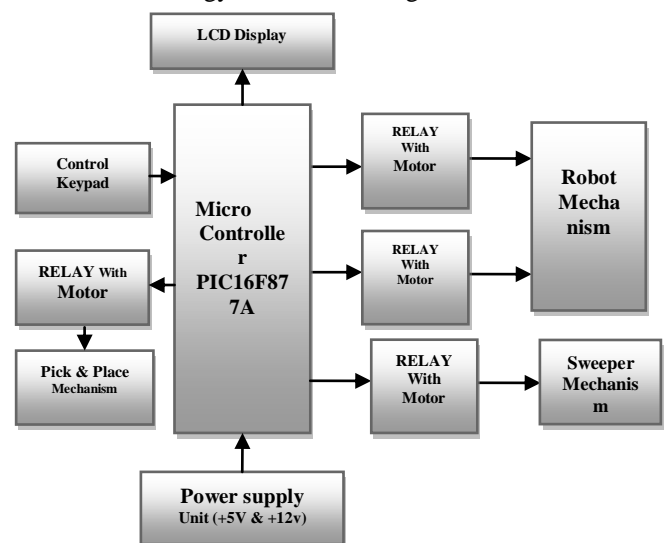 LCD Display
RELAY
With
Motor
Control
Keypad
Robot
Mecha
nism
Micro
Controlle
r
PIC16F87
7A
RELAY With
Motor
RELAY
With
Motor
Pick & Place
Mechanism
RELAY
With
Motor
Sweeper
Mechanis
m
Power supply
Unit (+5V & +12v)